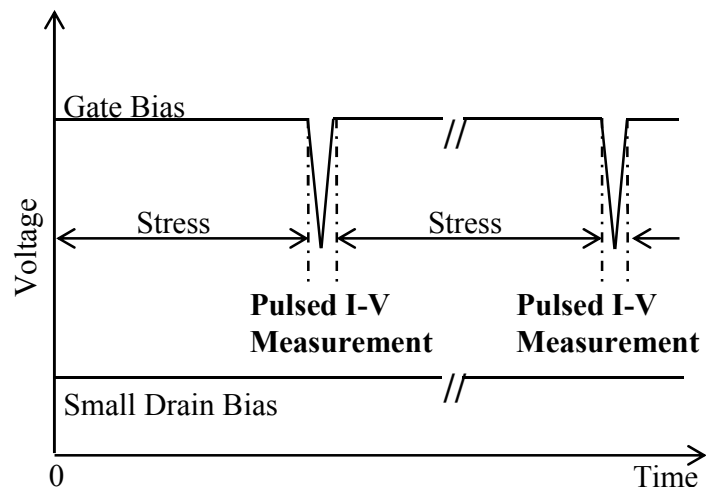 Gate Bias
Stress
Stress
Voltage
Pulsed I-V
Measurement
Pulsed I-V
Measurement
Small Drain Bias
0
Time